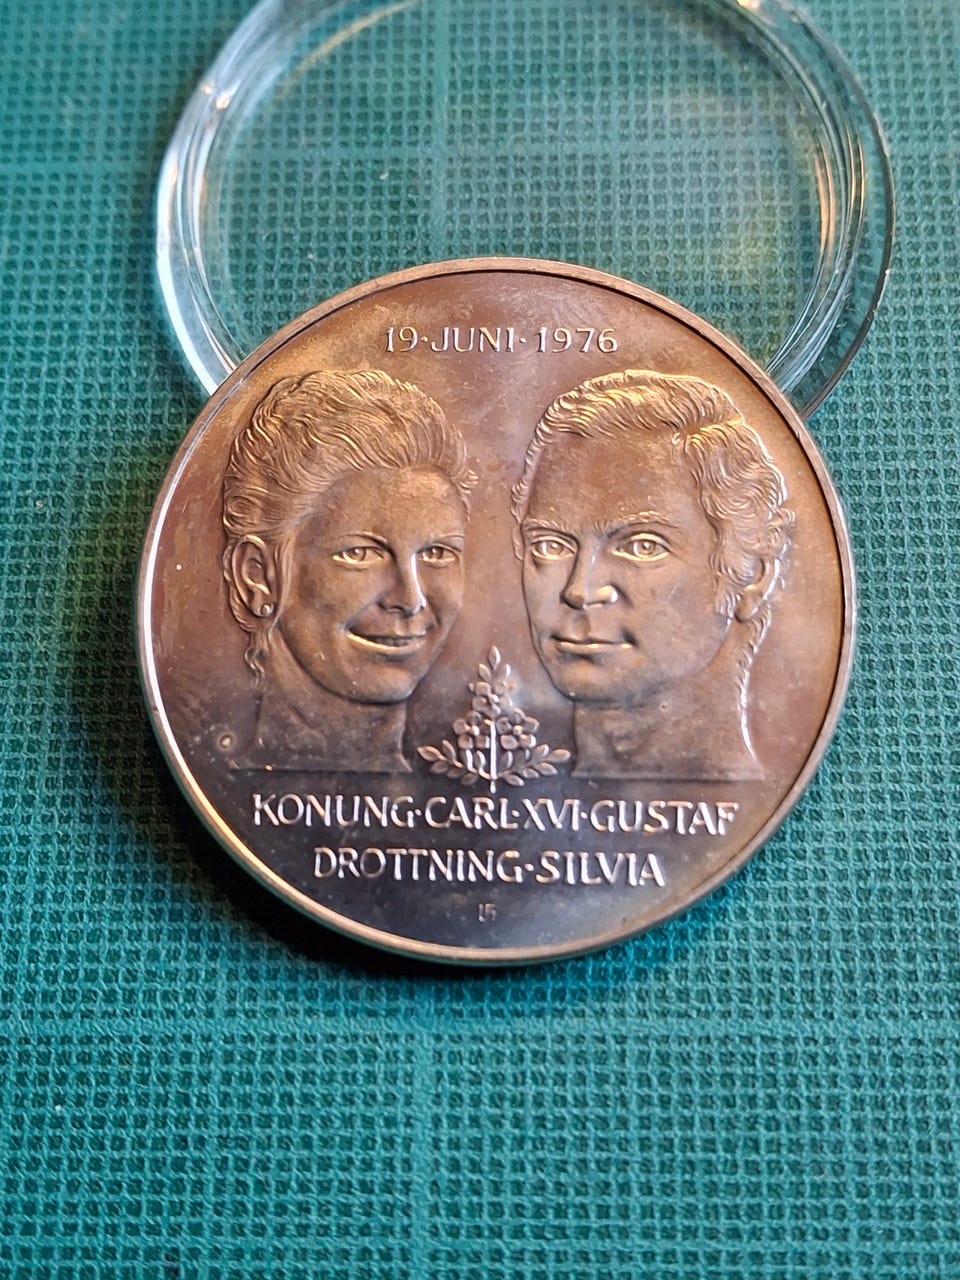 19·JUNI·1976
KONUNG·CARL·XVI·GUSTAF
DROTTNING·SILVIA